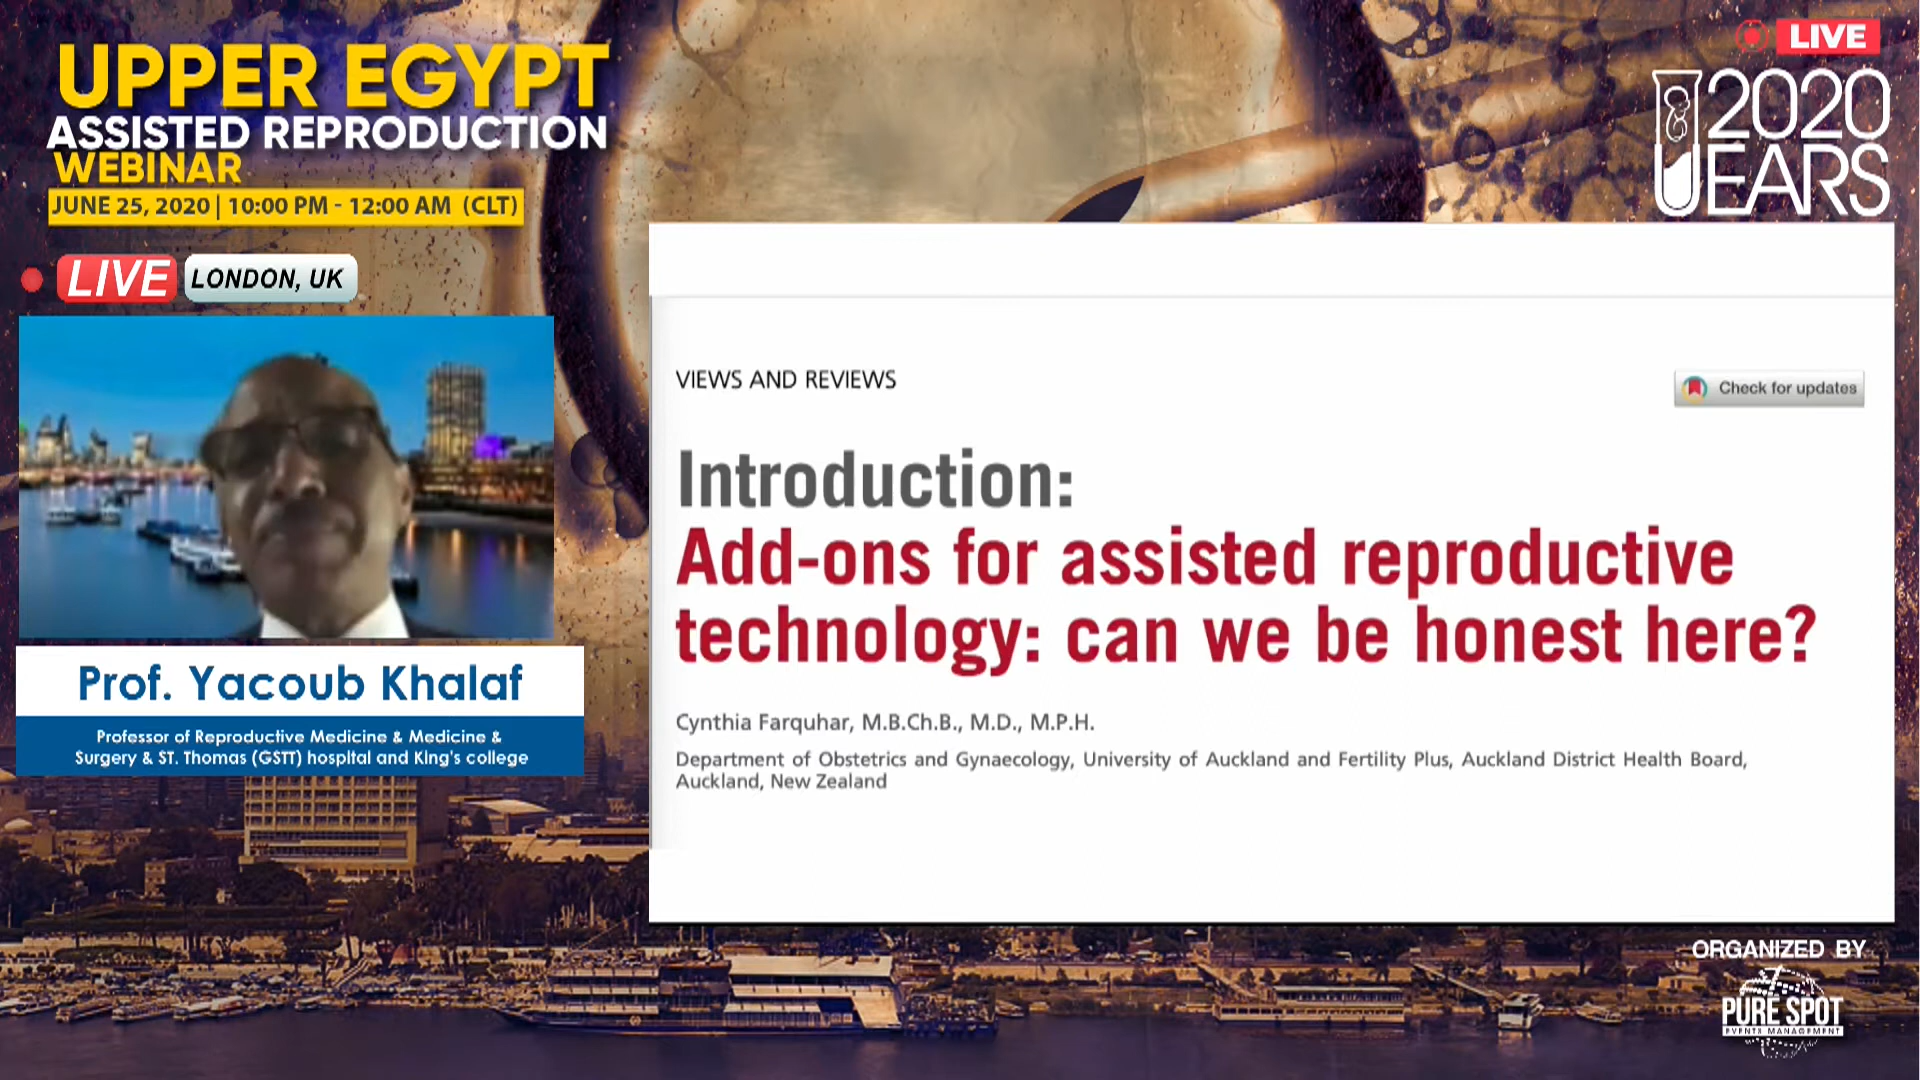 UPPER EGYPT
ASSISTED REPRODUCTION
WEBINAR
JUNE 25, 2020 | 10:00 PM - 12:00 AM (CLT)
LIVE
LONDON, UK
Prof. Yacoub Khalaf
Professor of Reproductive Medicine & Medicine &
Surgery & ST. Thomas (GSTT) hospital and King's college
LIVE
2020
UEARS
VIEWS AND REVIEWS
Check for updates
Introduction:
Add-ons for assisted reproductive
technology: can we be honest here?
Cynthia Farquhar, M.B.Ch.B., M.D., M.P.H.
Department of Obstetrics and Gynaecology, University of Auckland and Fertility Plus, Auckland District Health Board,
Auckland, New Zealand
ORGANIZED BY
PURE SPOT
EVENTS MANAGEMENT